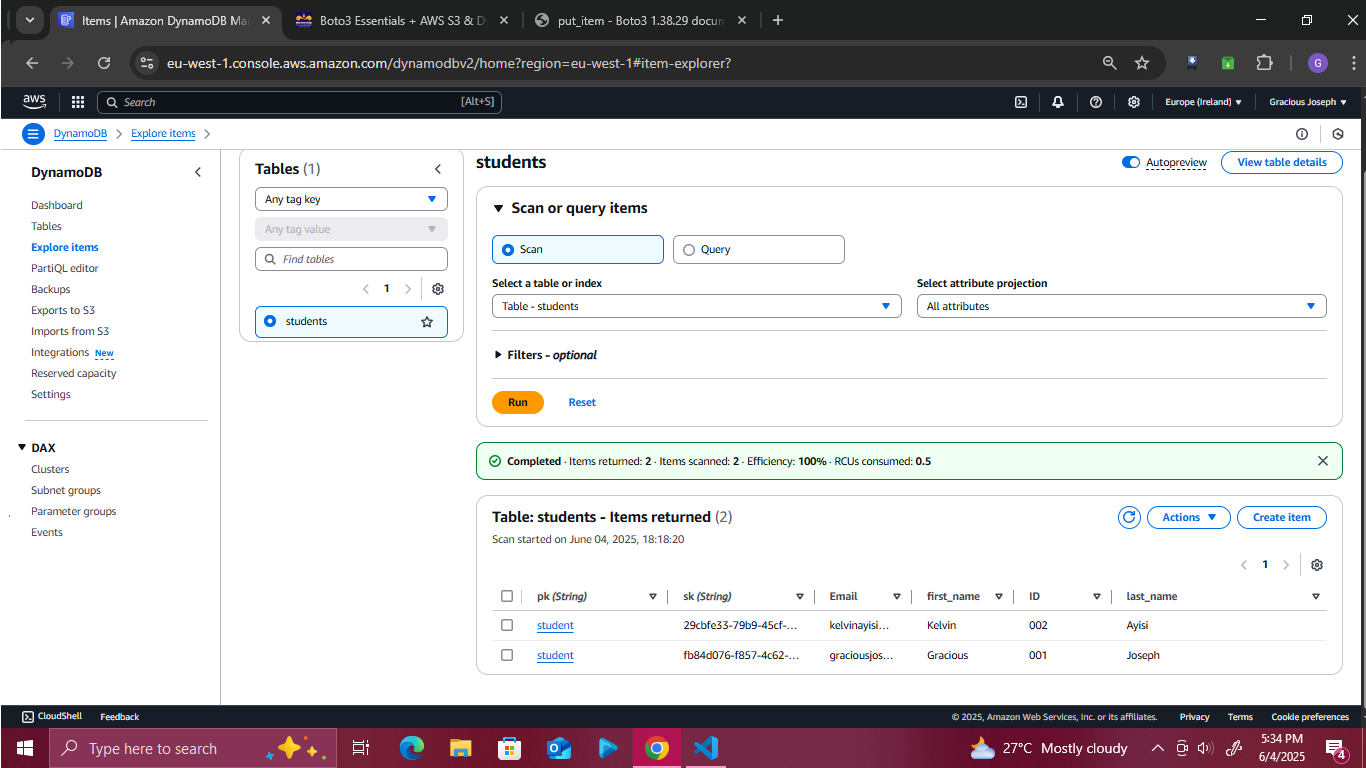 Items | Amazon DynamoDB Ma
Boto3 Essentials + AWS S3 & D
put_item - Boto3 1.38.29 docum
eu-west-1.console.aws.amazon.com/dynamodbv2/home?region=eu-west-1#item-explorer?
G
aws
Search
[Alt+S]
Europe (Ireland)
Gracious Joseph
DynamoDB
Explore items
DynamoDB
Dashboard
Tables
Explore items
PartiQL editor
Backups
Exports to S3
Imports from S3
Integrations New
Reserved capacity
Settings
DAX
Clusters
Subnet groups
Parameter groups
Events
Tables (1)
Any tag key
Any tag value
Find tables
1
students
students
Autopreview
View table details
Scan or query items
Scan
Query
Select a table or index
Table - students
Select attribute projection
All attributes
Filters - optional
Run
Reset
Completed · Items returned: 2 · Items scanned: 2 · Efficiency: 100% · RCUs consumed: 0.5
Table: students - Items returned (2)
Scan started on June 04, 2025, 18:18:20
Actions
Create item
1
pk (String) sk (String) Email first_name ID last_name
student 29cbfe33-79b9-45cf-... kelvinayisi... Kelvin 002 Ayisi
student fb84d076-f857-4c62-... graciousjos... Gracious 001 Joseph
CloudShell
Feedback
© 2025, Amazon Web Services, Inc. or its affiliates.
Privacy
Terms
Cookie preferences
Type here to search
27°C Mostly cloudy
5:34 PM
6/4/2025
4